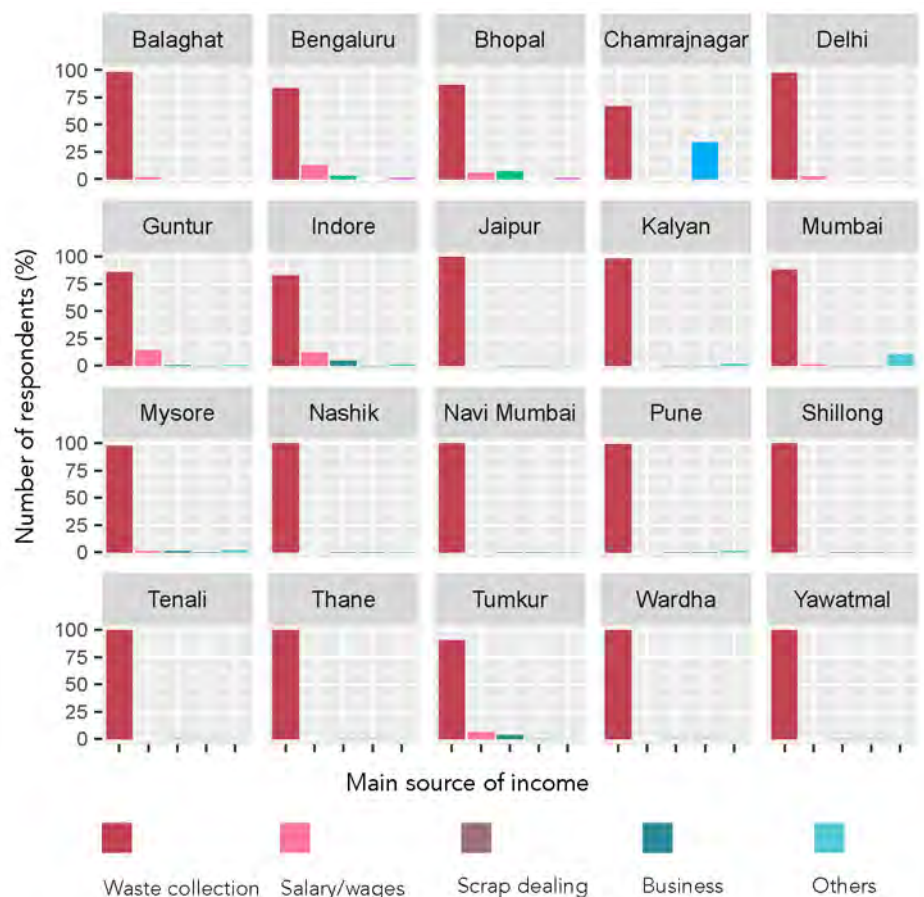 Balaghat Bengaluru Bhopal Chamrajnagar Delhi
100
75
50
25
0
Guntur Indore Jaipur Kalyan Mumbai
100
75
50
25
0
Mysore Nashik Navi Mumbai Pune Shillong
100
75
50
25
0
Tenali Thane Tumkur Wardha Yawatmal
100
75
50
25
0
Number of respondents (%)
Main source of income
Waste collection Salary/wages Scrap dealing Business Others